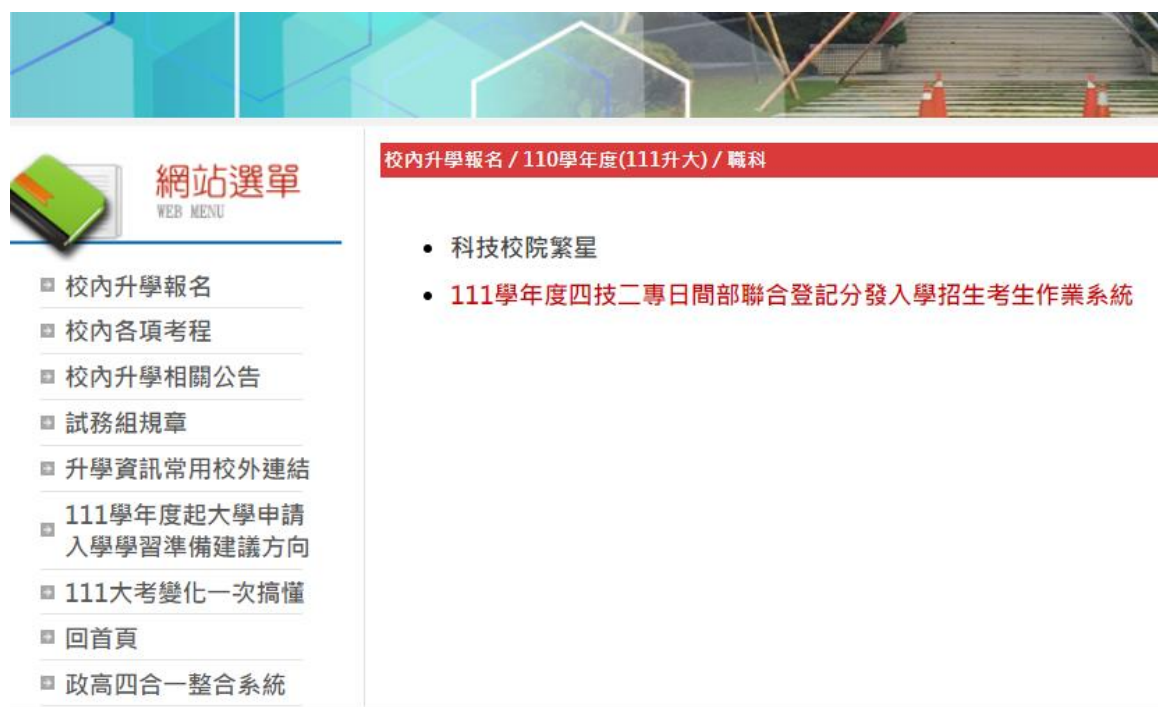 網站選單
WEB MENU
校內升學報名
校內各項考程
校內升學相關公告
試務組規章
升學資訊常用校外連結
111學年度起大學申請
入學學習準備建議方向
111大考變化一次搞懂
回首頁
政高四合一整合系統
校內升學報名 / 110學年度(111升大) / 職科
科技校院繁星
111學年度四技二專日間部聯合登記分發入學招生考生作業系統